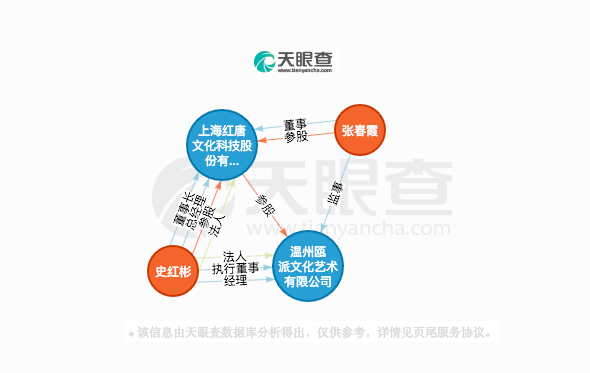 天眼查
www.tianyancha.com
董事
参股
张春霞
上海红唐
文化科技股
份有...
天眼查
www.tianyancha.com
监事
参股
董事长
总经理
参股
法人
史红彬
法人
执行董事
经理
温州瓯
派文化艺术
有限公司
● 该信息由天眼查数据库分析得出，仅供参考，详情见页尾服务协议。